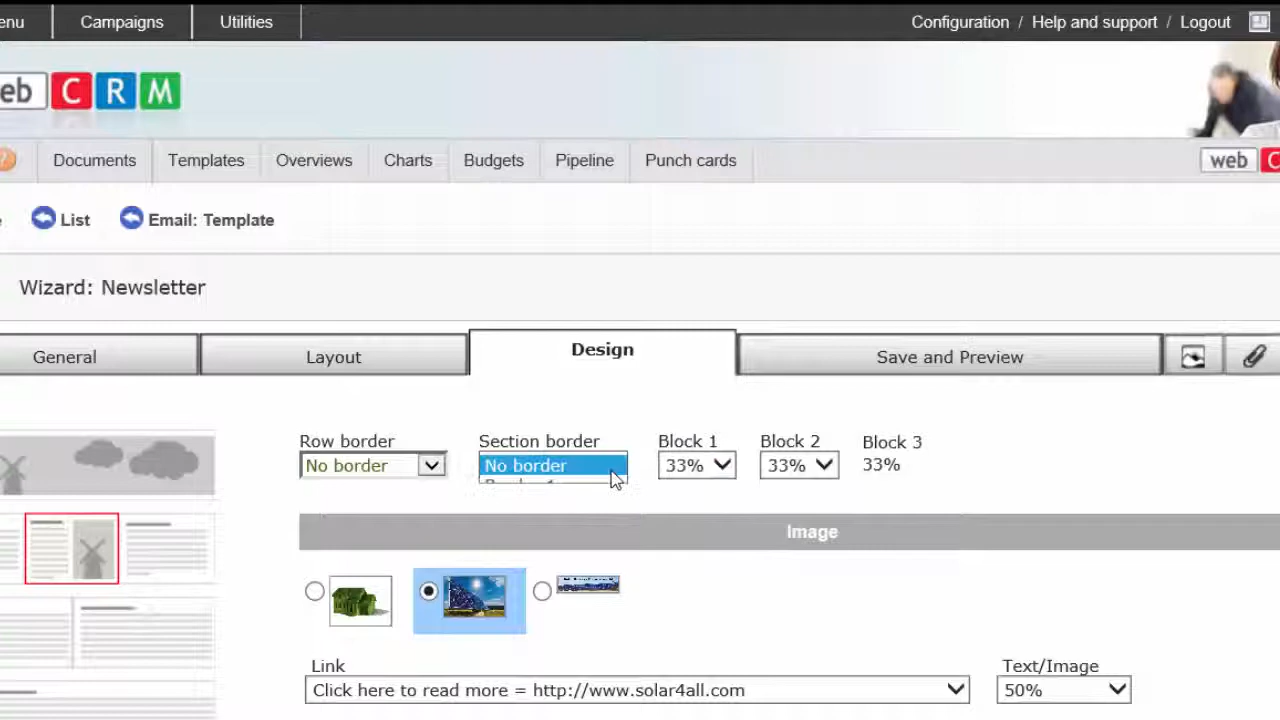 enu Campaigns Utilities Configuration / Help and support / Logout
eb C R M
Documents Templates Overviews Charts Budgets Pipeline Punch cards web C
List Email: Template
Wizard: Newsletter
General Layout Design Save and Preview
Row border Section border Block 1 Block 2 Block 3
No border No border 33% 33% 33%
Image
Link Text/Image
Click here to read more = http://www.solar4all.com 50%